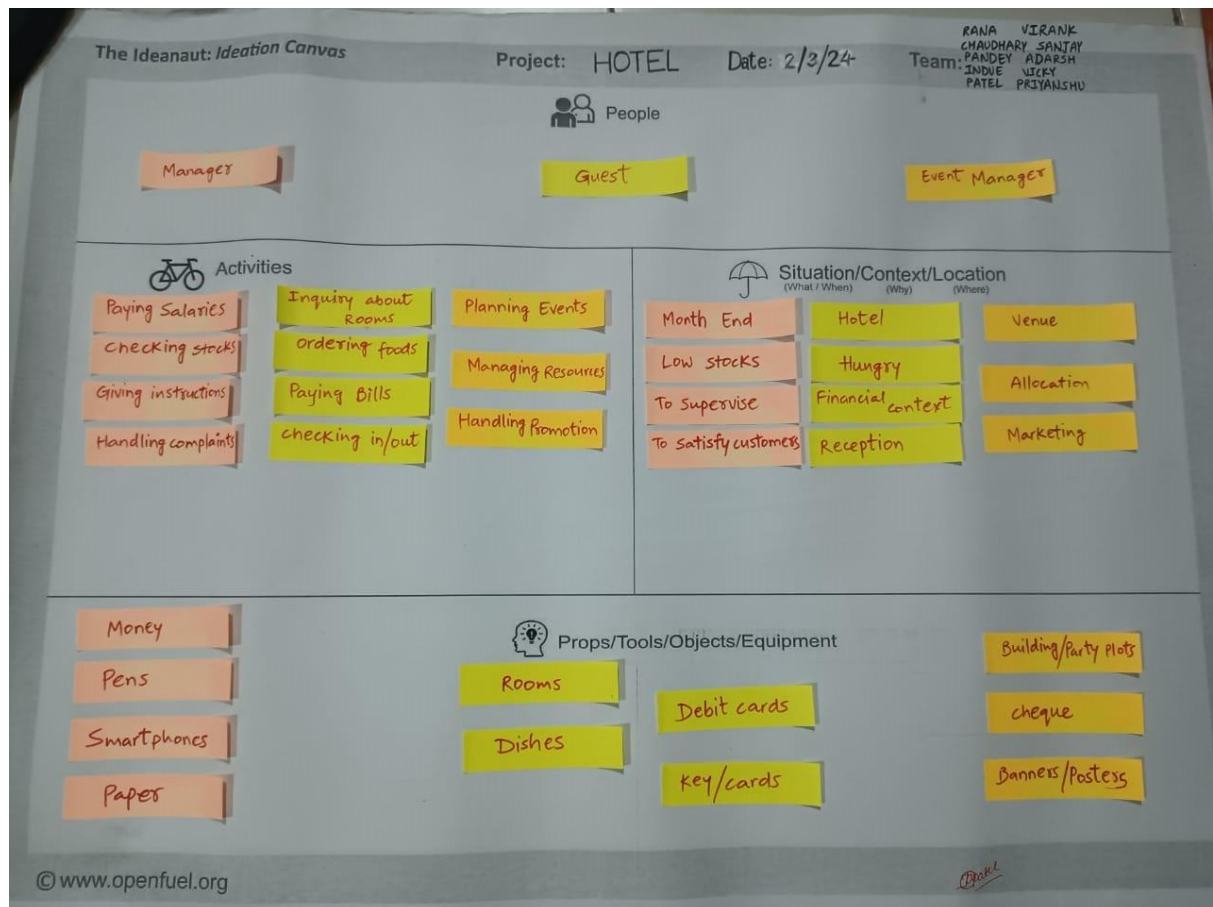 The Ideanaut: Ideation Canvas
Project: HOTEL
Date: 2/3/24
Team:
RANA VIRANK
CHAUDHARY SANJAY
PANDEY ADARSH
INDUE VICKY
PATEL PRIYANSHU
People
Manager
Guest
Event Manager
Activities
Paying Salaries
Checking stocks
Giving instructions
Handling complaints
Inquiry about
Rooms
Ordering foods
Paying Bills
checking in/out
Planning Events
Managing Resources
Handling Promotion
Situation/Context/Location
(What / When) (Why) (Where)
Month End
Low stocks
To Supervise
To Satisfy customers
Hotel
Hungry
Financial context
Reception
Venue
Allocation
Marketing
Props/Tools/Objects/Equipment
Money
Pens
Smartphones
Paper
Rooms
Dishes
Debit cards
Key/cards
Building/Party Plots
cheque
Banners/Posters
© www.openfuel.org